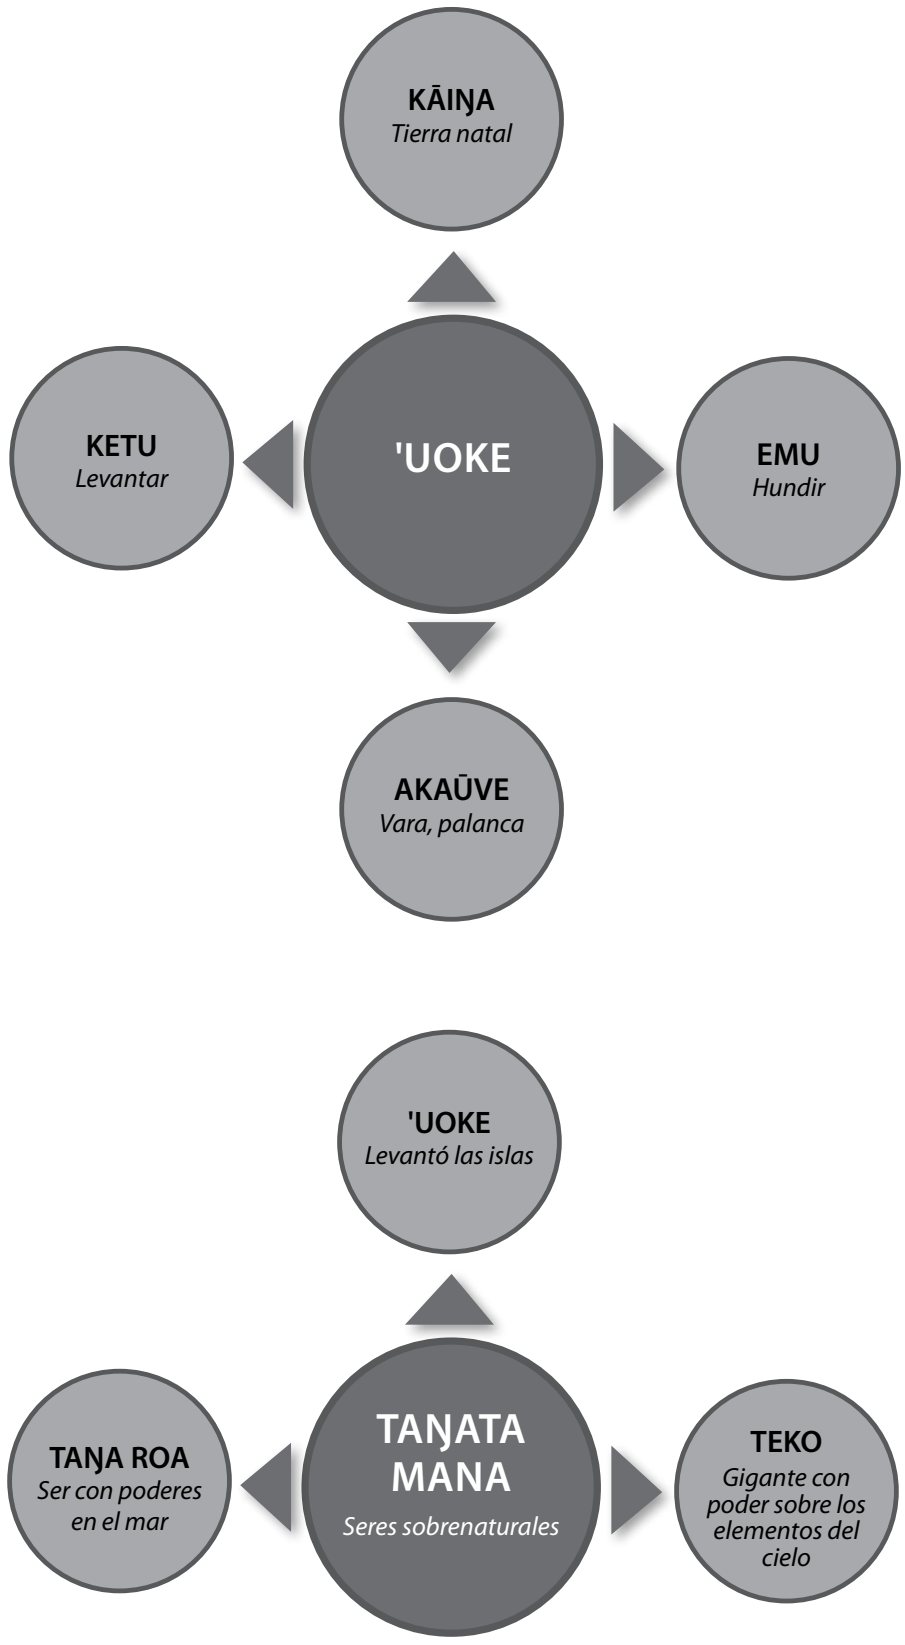 KĀIŊA
Tierra natal
KETU
Levantar
'UOKE
EMU
Hundir
AKAŪVE
Vara, palanca
'UOKE
Levantó las islas
TAŊA ROA
Ser con poderes
en el mar
TAŊATA
MANA
Seres sobrenaturales
TEKO
Gigante con
poder sobre los
elementos del
cielo